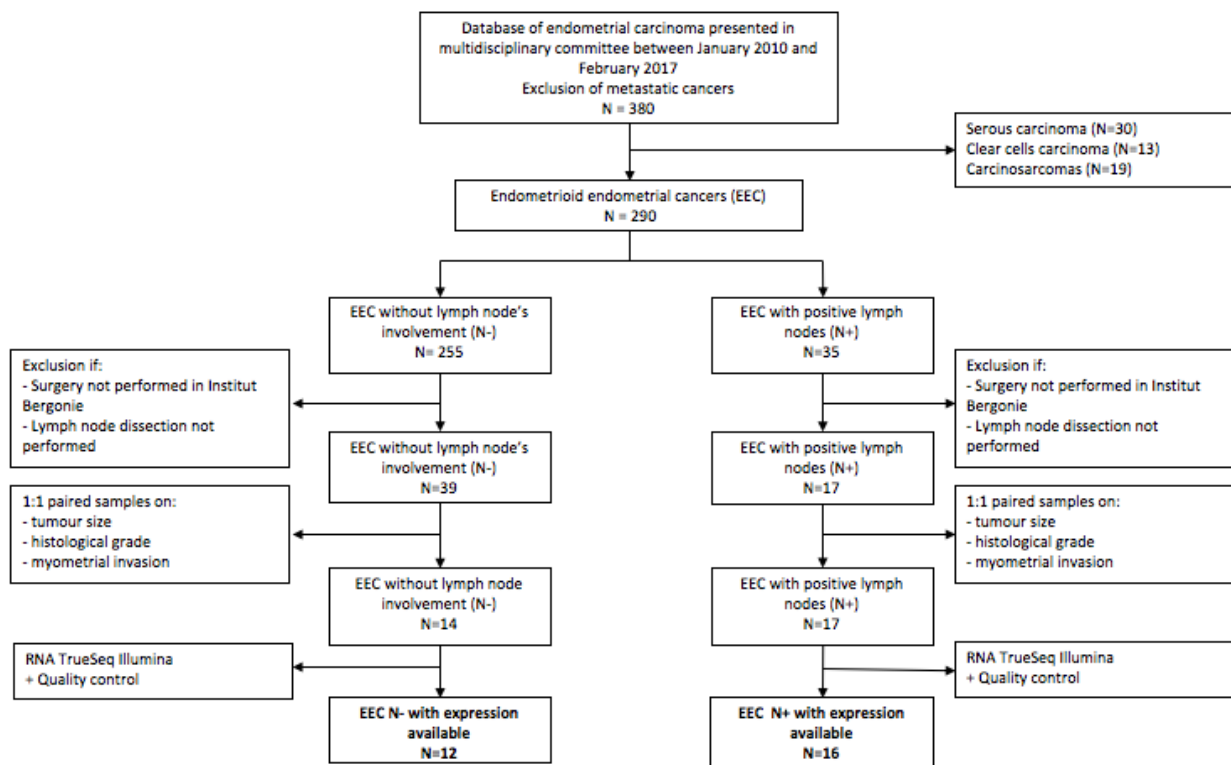 Database of endometrial carcinoma presented in
multidisciplinary committee between January 2010 and
February 2017
Exclusion of metastatic cancers
N = 380
Serous carcinoma (N=30)
Clear cells carcinoma (N=13)
Carcinosarcomas (N=19)
Endometrioid endometrial cancers (EEC)
N = 290
EEC without lymph node's
involvement (N-)
N= 255
EEC with positive lymph
nodes (N+)
N=35
Exclusion if:
- Surgery not performed in Institut
Bergonie
- Lymph node dissection not
performed
Exclusion if:
- Surgery not performed in Institut
Bergonie
- Lymph node dissection not
performed
EEC without lymph node's
involvement (N-)
N=39
EEC with positive lymph
nodes (N+)
N=17
1:1 paired samples on:
- tumour size
- histological grade
- myometrial invasion
1:1 paired samples on:
- tumour size
- histological grade
- myometrial invasion
EEC without lymph node
involvement (N-)
N=14
EEC with positive lymph
nodes (N+)
N=17
RNA TrueSeq Illumina
+ Quality control
RNA TrueSeq Illumina
+ Quality control
EEC N- with expression
available
N=12
EEC  N+ with expression
available
N=16